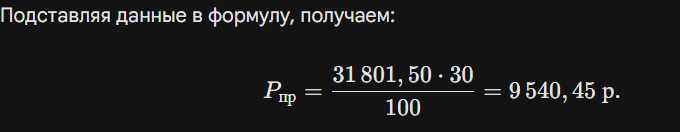 Подставляя данные в формулу, получаем:
Pпр = 31 801,50 · 30 / 100 = 9 540,45 р.